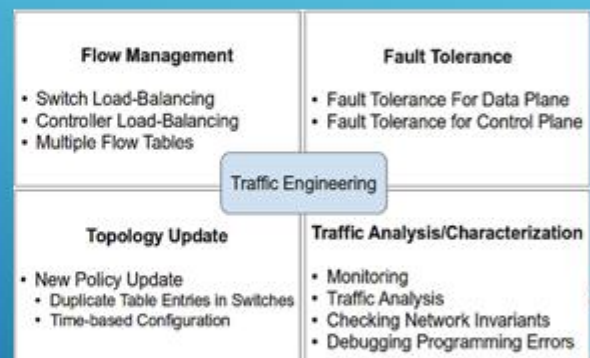 Flow Management
• Switch Load-Balancing
• Controller Load-Balancing
• Multiple Flow Tables
Fault Tolerance
• Fault Tolerance For Data Plane
• Fault Tolerance for Control Plane
Traffic Engineering
Topology Update
• New Policy Update
• Duplicate Table Entries in Switches
• Time-based Configuration
Traffic Analysis/Characterization
• Monitoring
• Traffic Analysis
• Checking Network Invariants
• Debugging Programming Errors